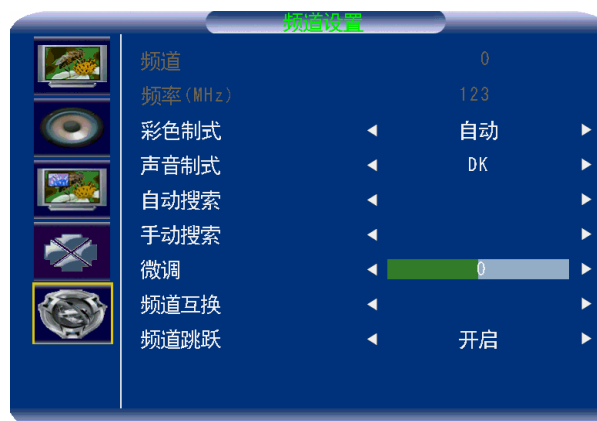 频道设置
频道 0
频率(MHz) 123
彩色制式 自动
声音制式 DK
自动搜索
手动搜索
微调 0
频道互换
频道跳跃 开启